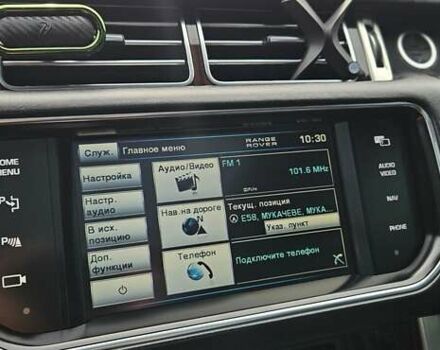 HOME
MENU
P
P
Служ.
Главное меню
RANGE
ROVER
10:30
Настройка
Настр.
аудио
В исх.
позицию
Доп.
функции
Аудио/Видео
FM 1
101.6 MHz
Нав.на дороге
N
Текущ. позиция
E58, МУКАЧЕВЕ, МУКА...
Указ. пункт
Телефон
Подключите телефон
AUDIO
VIDEO
NAV
PHONE